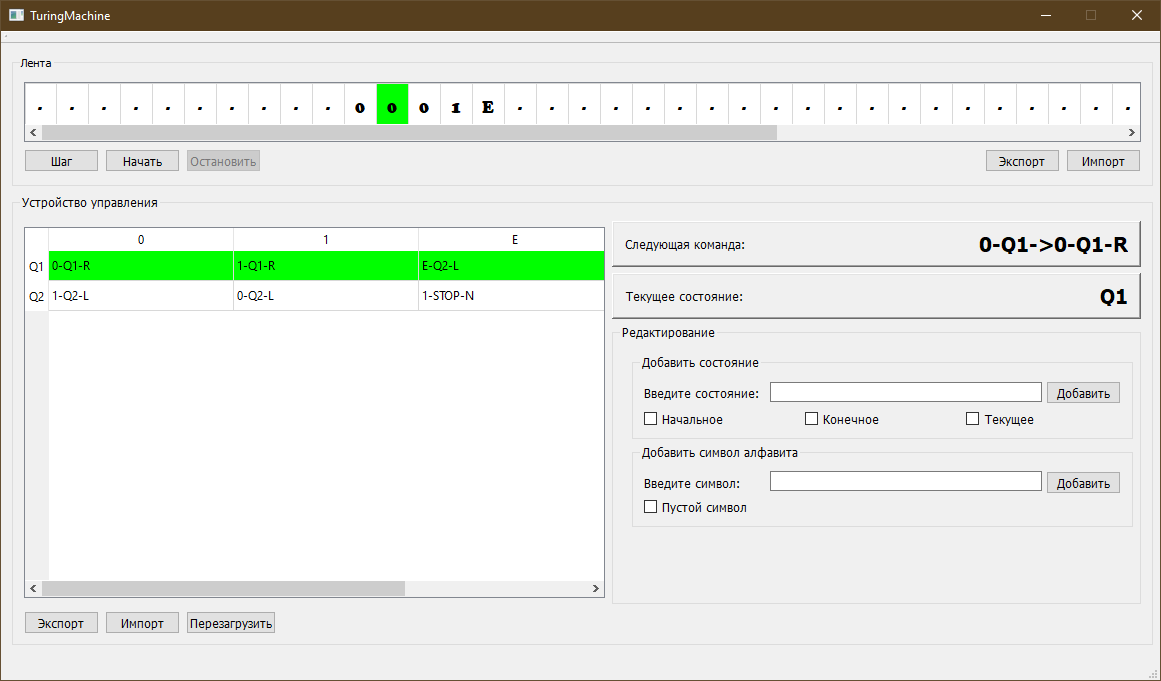 TuringMachine
Лента
. . . . . . . . . . 0 0 0 1 E . . . . . . . . . . . . . . . . . . . .
Шаг Начать Остановить Экспорт Импорт
Устройство управления
0 1 E
Q1 0-Q1-R 1-Q1-R E-Q2-L
Q2 1-Q2-L 0-Q2-L 1-STOP-N
Следующая команда: 0-Q1->0-Q1-R
Текущее состояние: Q1
Редактирование
Добавить состояние
Введите состояние: Добавить
Начальное Конечное Текущее
Добавить символ алфавита
Введите символ: Добавить
Пустой символ
Экспорт Импорт Перезагрузить